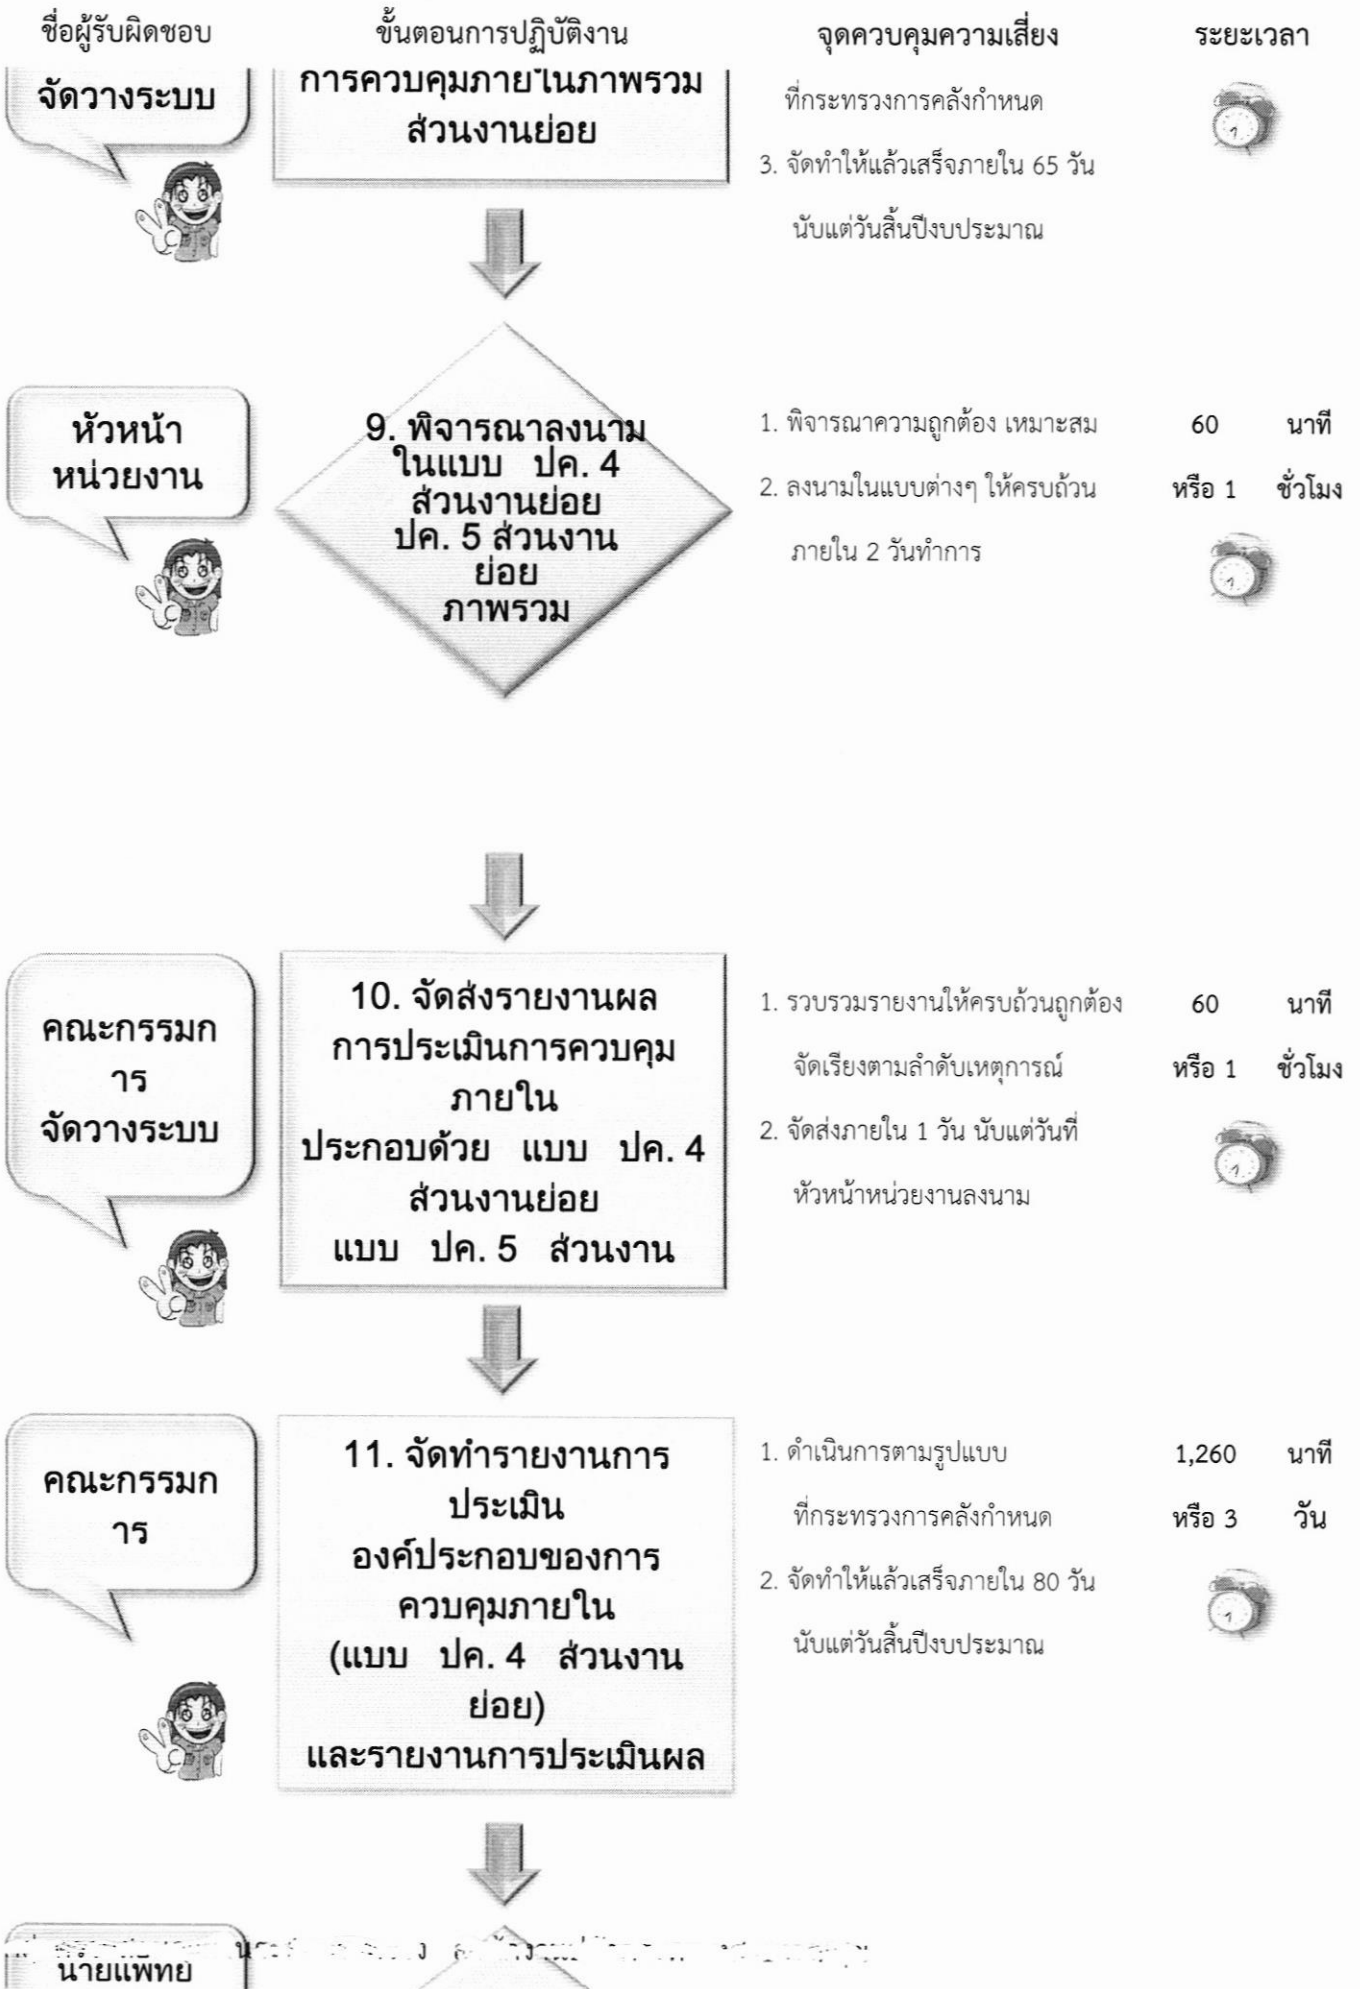 ชื่อผู้รับผิดชอบ ขั้นตอนการปฏิบัติงาน จุดควบคุมความเสี่ยง ระยะเวลา
จัดวางระบบ
การควบคุมภายในภาพรวม
ส่วนงานย่อย
ที่กระทรวงการคลังกำหนด
3. จัดทำให้แล้วเสร็จภายใน 65 วัน
นับแต่วันสิ้นปีงบประมาณ
หัวหน้า
หน่วยงาน
9. พิจารณาลงนาม
ในแบบ ปค. 4
ส่วนงานย่อย
ปค. 5 ส่วนงาน
ย่อย
ภาพรวม
1. พิจารณาความถูกต้อง เหมาะสม
2. ลงนามในแบบต่างๆ ให้ครบถ้วน
ภายใน 2 วันทำการ
60 นาที
หรือ 1 ชั่วโมง
คณะกรรมก
าร
จัดวางระบบ
10. จัดส่งรายงานผล
การประเมินการควบคุม
ภายใน
ประกอบด้วย แบบ ปค. 4
ส่วนงานย่อย
แบบ ปค. 5 ส่วนงาน
1. รวบรวมรายงานให้ครบถ้วนถูกต้อง
จัดเรียงตามลำดับเหตุการณ์
2. จัดส่งภายใน 1 วัน นับแต่วันที่
หัวหน้าหน่วยงานลงนาม
60 นาที
หรือ 1 ชั่วโมง
คณะกรรมก
าร
11. จัดทำรายงานการ
ประเมิน
องค์ประกอบของการ
ควบคุมภายใน
(แบบ ปค. 4 ส่วนงาน
ย่อย)
และรายงานการประเมินผล
1. ดำเนินการตามรูปแบบ
ที่กระทรวงการคลังกำหนด
2. จัดทำให้แล้วเสร็จภายใน 80 วัน
นับแต่วันสิ้นปีงบประมาณ
1,260 นาที
หรือ 3 วัน
นายแพทย์